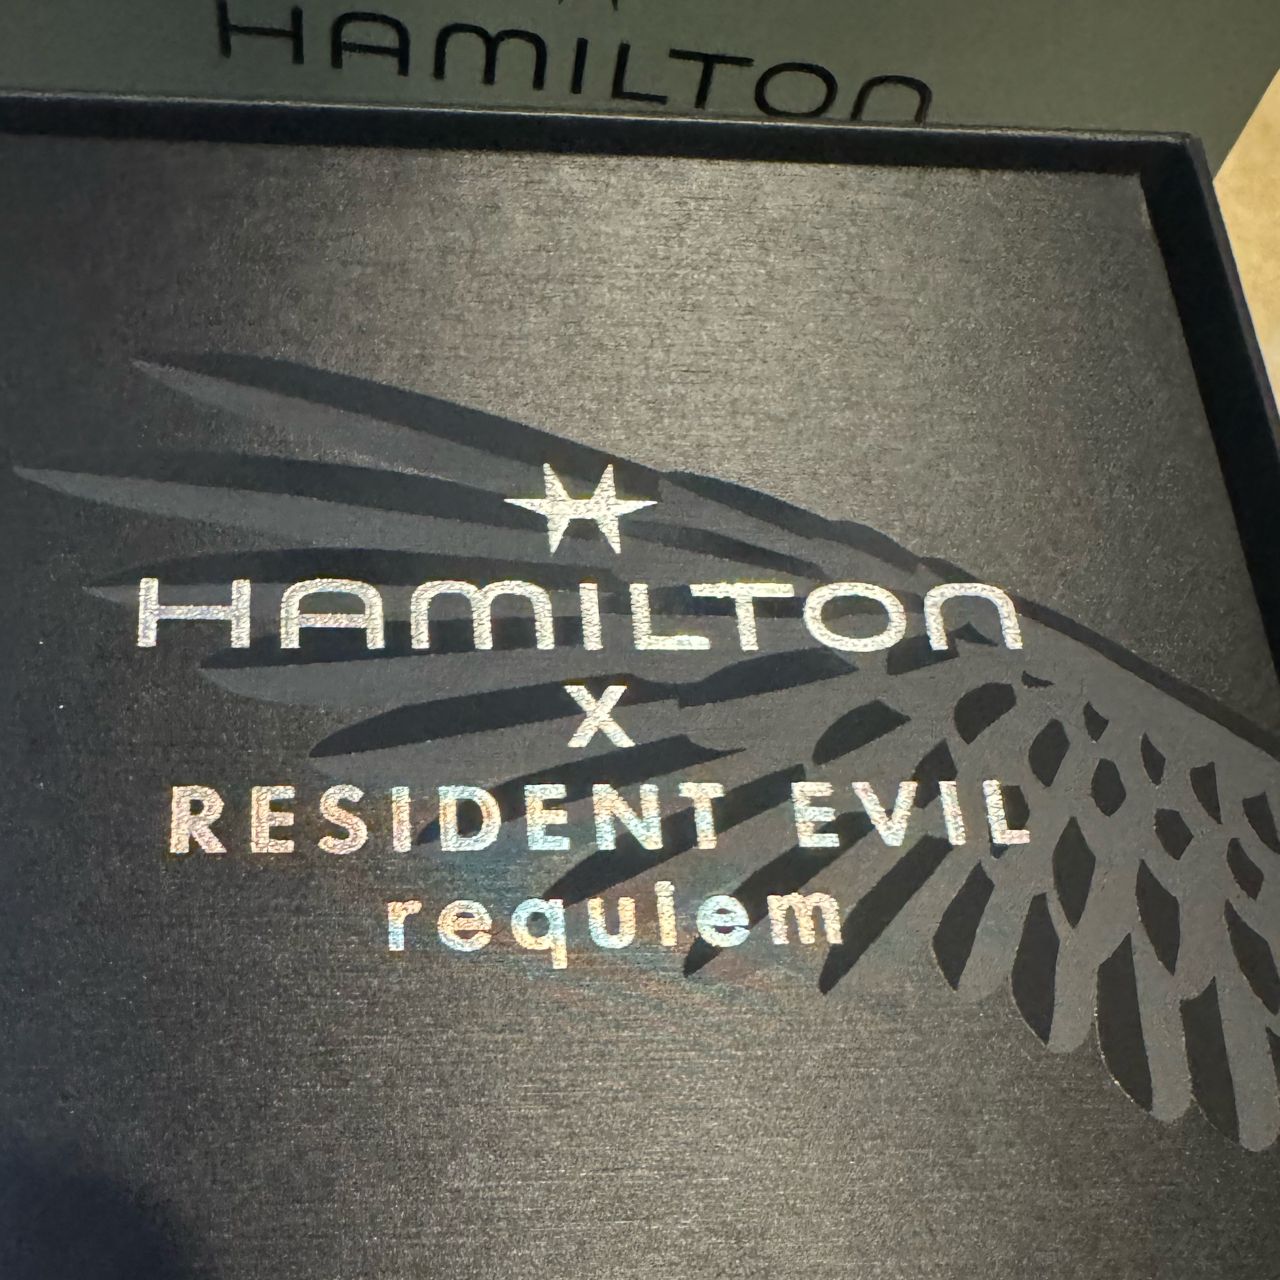 HAMILTON
HAMILTON
X
RESIDENT EVIL
requiem